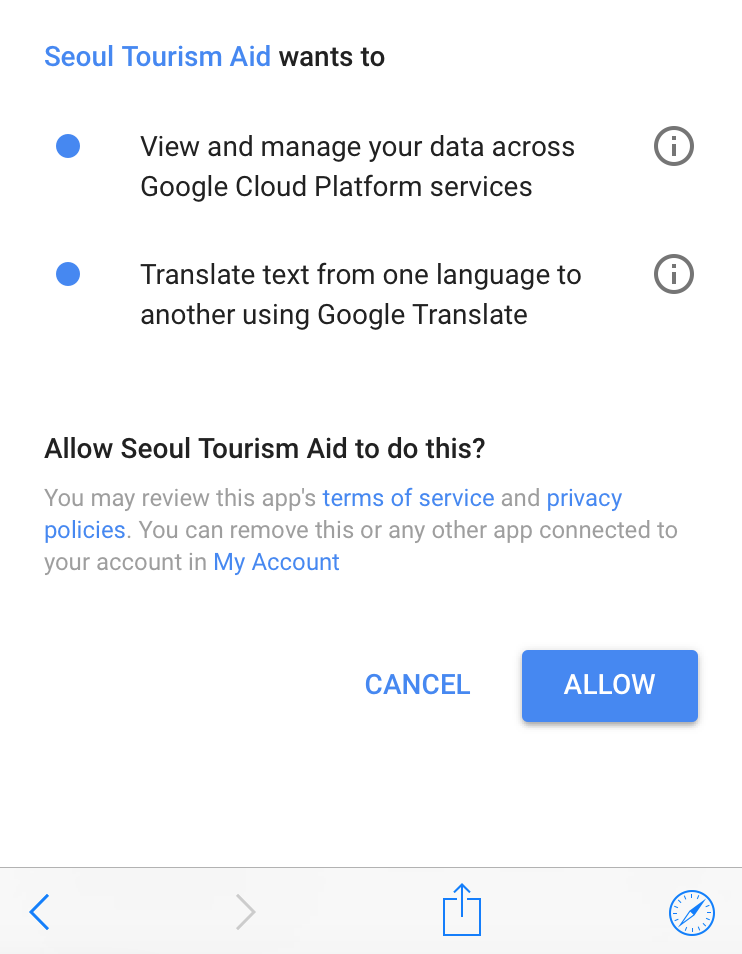 Seoul Tourism Aid wants to
View and manage your data across
Google Cloud Platform services
Translate text from one language to
another using Google Translate
Allow Seoul Tourism Aid to do this?
You may review this app's terms of service and privacy
policies. You can remove this or any other app connected to
your account in My Account
CANCEL
ALLOW